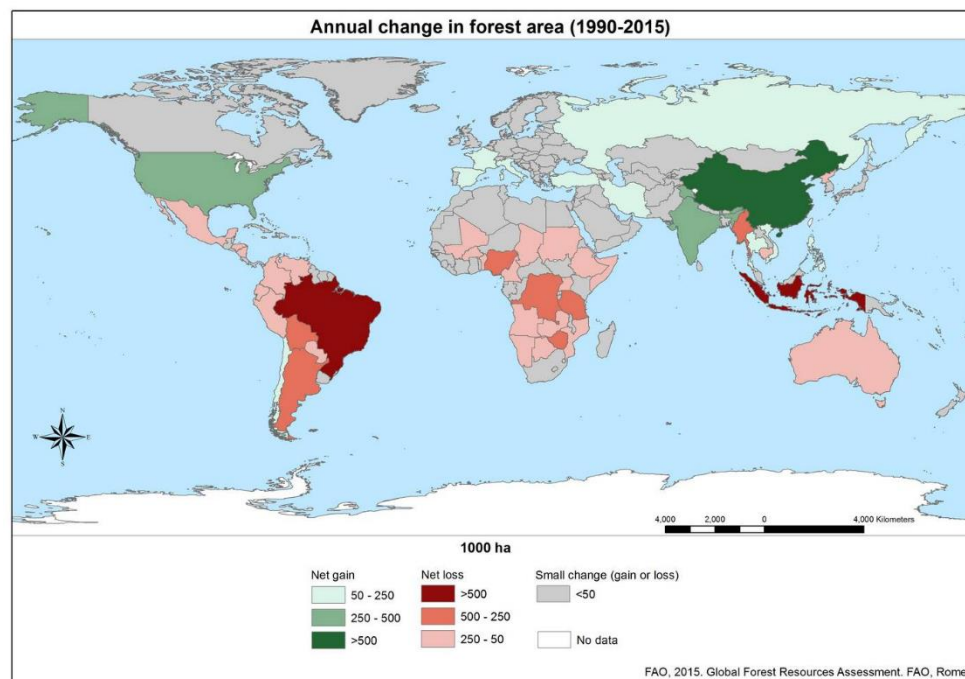 Annual change in forest area (1990-2015)
N
W E
S
4,000 2,000 0 4,000 Kilometers
1000 ha
Net gain
50 - 250
250 - 500
>500
Net loss
>500
500 - 250
250 - 50
Small change (gain or loss)
<50
No data
FAO, 2015. Global Forest Resources Assessment. FAO, Rome